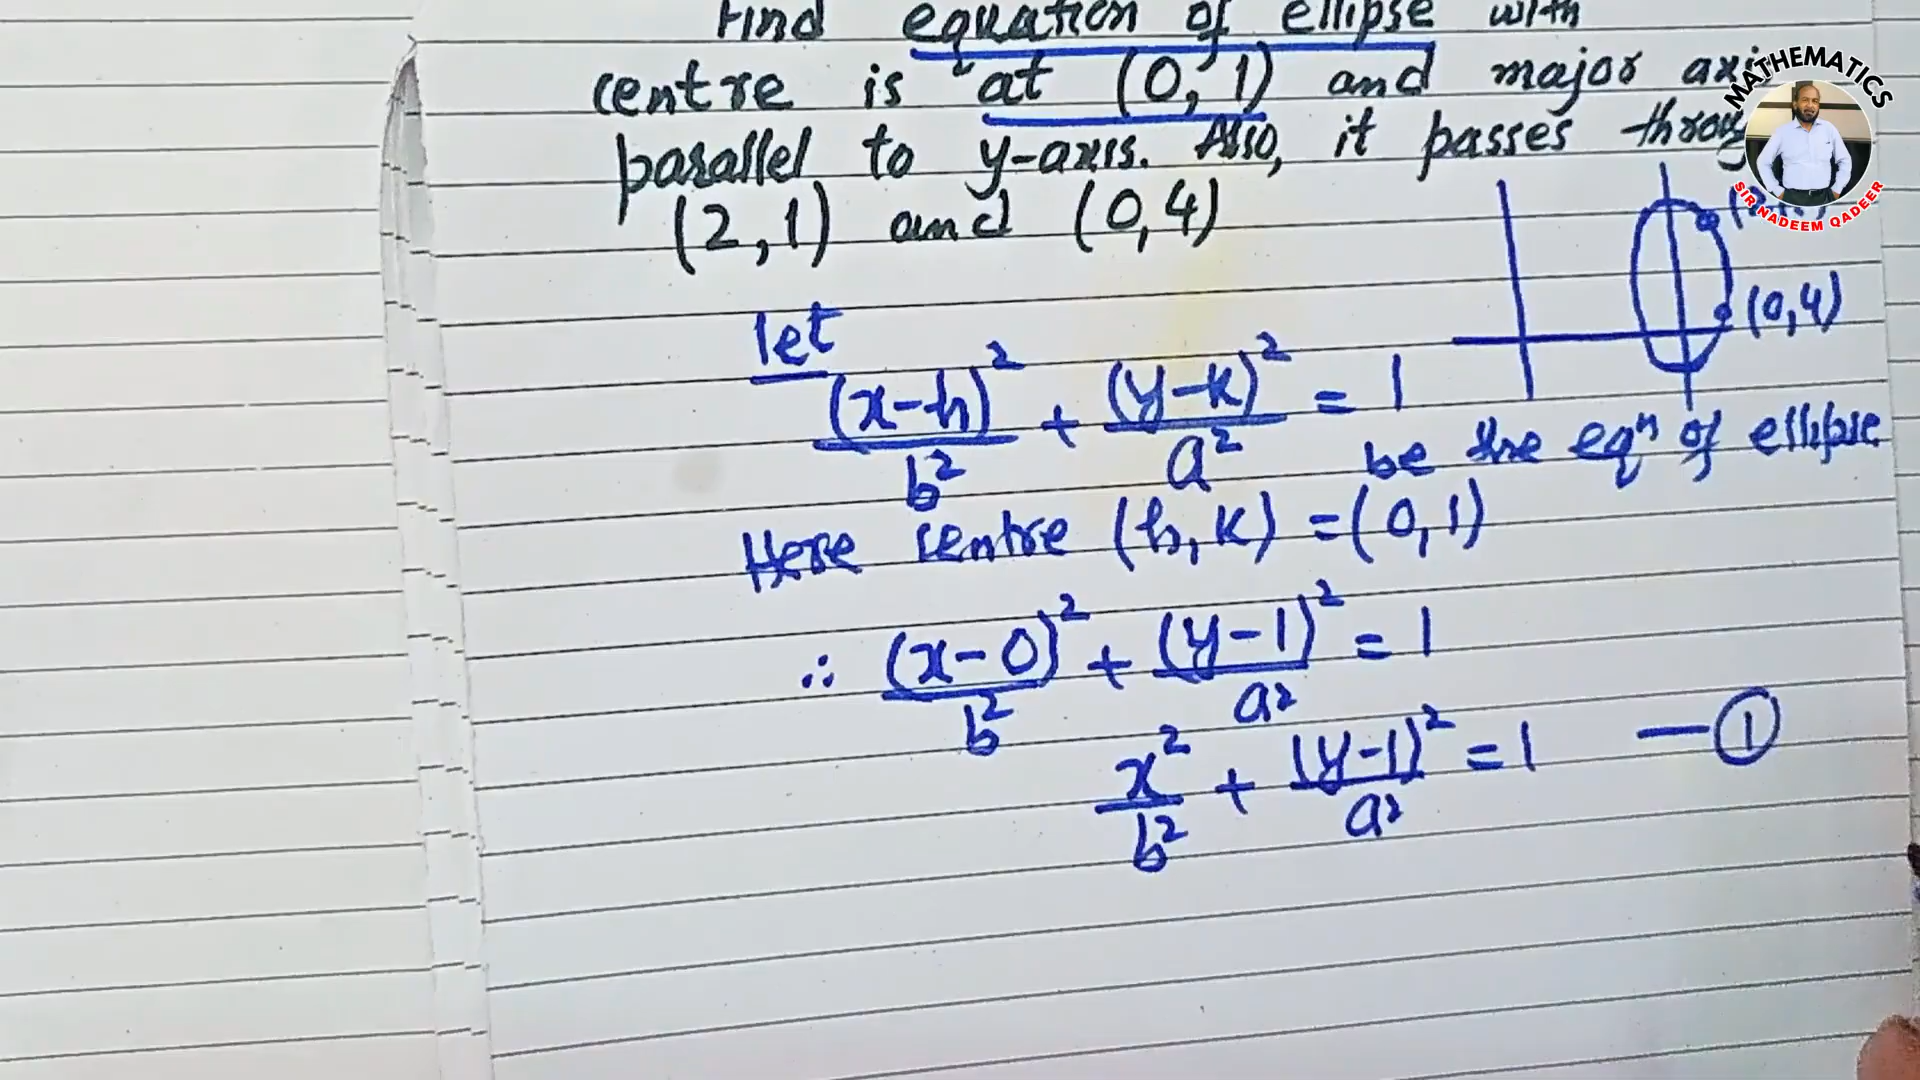 Find equation of ellipse with
centre is at (0, 1) and major axis
parallel to y-axis. Also, it passes through
(2, 1) and (0, 4)
MATHEMATICS
SIR NADEEM QADEER
(0, 4)
let
(x-h)²/b² + (y-k)²/a² = 1
be the eqⁿ of ellipse
Here centre (h, k) = (0, 1)
∴ (x-0)²/b² + (y-1)²/a² = 1
x²/b² + (y-1)²/a² = 1 —①